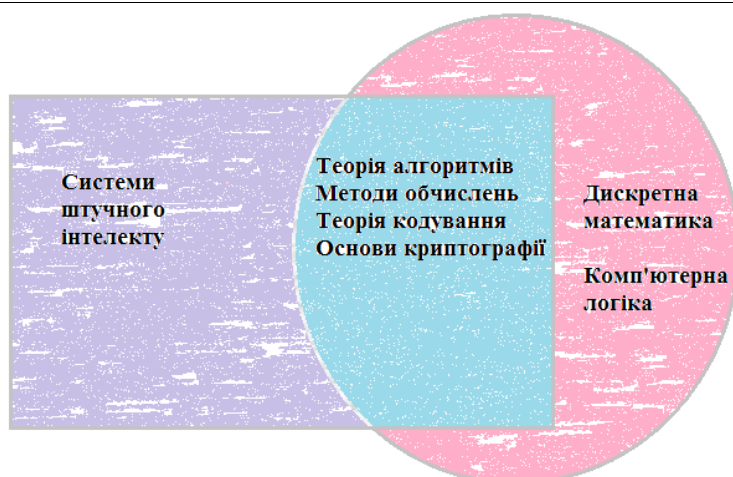 Системи
штучного
інтелекту
Теорія алгоритмів
Методи обчислень
Теорія кодування
Основи криптографії
Дискретна
математика
Комп'ютерна
логіка